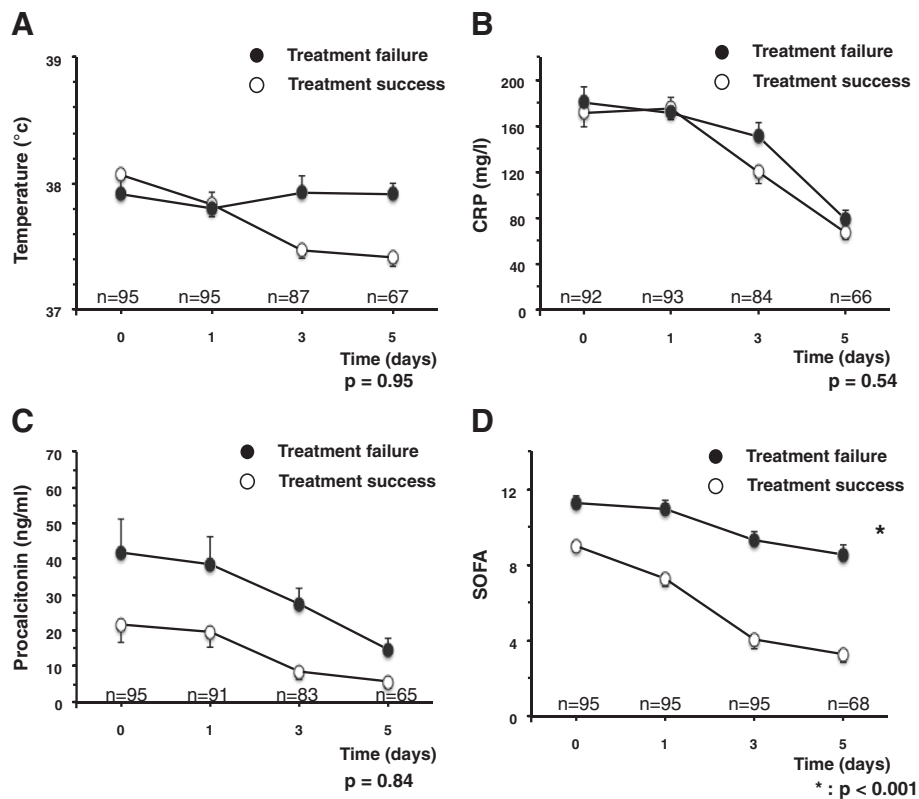 A
Treatment failure
Treatment success
39
38
37
Temperature (°c)
n=95 n=95 n=87 n=67
0 1 3 5
Time (days)
p = 0.95
B
Treatment failure
Treatment success
200
160
120
80
40
0
CRP (mg/l)
n=92 n=93 n=84 n=66
0 1 3 5
Time (days)
p = 0.54
C
Treatment failure
Treatment success
70
60
50
40
30
20
10
0
Procalcitonin (ng/ml)
n=95 n=91 n=83 n=65
0 1 3 5
Time (days)
p = 0.84
D
Treatment failure
Treatment success
12
8
4
0
SOFA
*
n=95 n=95 n=95 n=68
0 1 3 5
Time (days)
* : p < 0.001